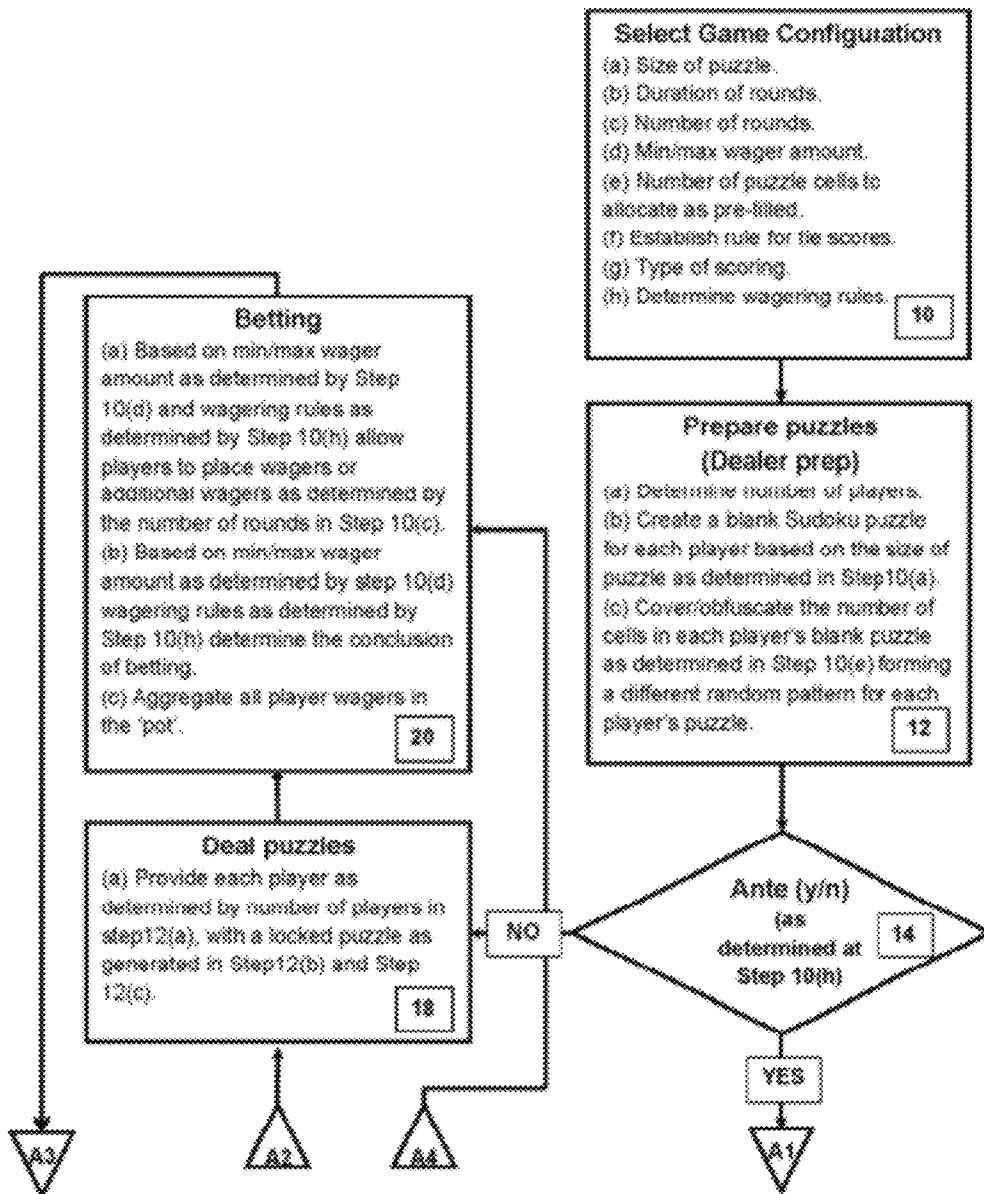 Select Game Configuration
(a) Size of puzzle.
(b) Duration of rounds.
(c) Number of rounds.
(d) Min/max wager amount.
(e) Number of puzzle cells to
allocate as pre-filled.
(f) Establish rule for tie scores.
(g) Type of scoring.
(h) Determine wagering rules.
10
Prepare puzzles
(Dealer prep)
(a) Determine number of players.
(b) Create a blank Sudoku puzzle
for each player based on the size of
puzzle as determined in Step10(a).
(c) Cover/obfuscate the number of
cells in each player's blank puzzle
as determined in Step 10(e) forming
a different random pattern for each
player's puzzle.
12
Ante (y/n)
(as
determined at
Step 10(h)
14
NO
YES
A1
Deal puzzles
(a) Provide each player as
determined by number of players in
step12(a), with a locked puzzle as
generated in Step12(b) and Step
12(c).
18
Betting
(a) Based on min/max wager
amount as determined by Step
10(d) and wagering rules as
determined by Step 10(h) allow
players to place wagers or
additional wagers as determined by
the number of rounds in Step 10(c).
(b) Based on min/max wager
amount as determined by step 10(d)
wagering rules as determined by
Step 10(h) determine the conclusion
of betting.
(c) Aggregate all player wagers in
the 'pot'.
20
A3
A2
A4